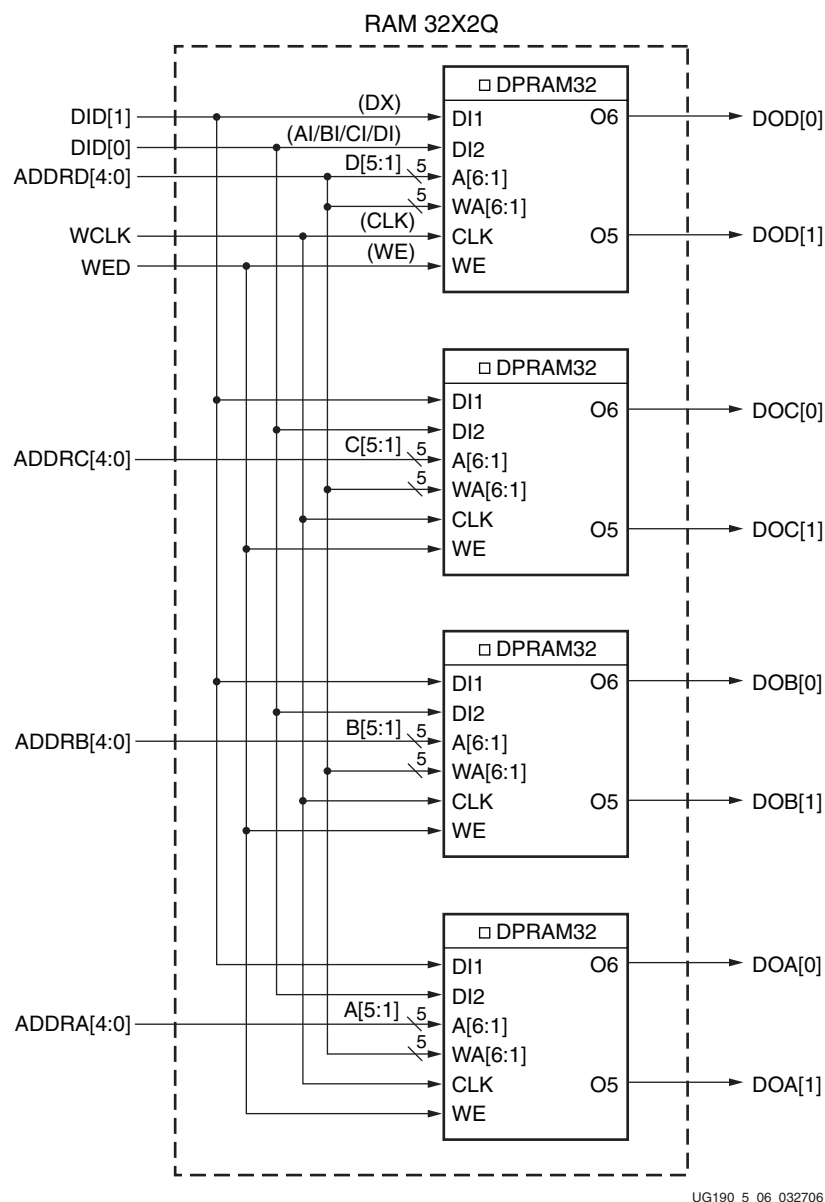 RAM 32X2Q
DPRAM32
DID[1]
(DX)
DI1
O6
DOD[0]
DID[0]
(AI/BI/CI/DI)
DI2
ADDRD[4:0]
D[5:1]
5
A[6:1]
5
WA[6:1]
WCLK
(CLK)
CLK
O5
DOD[1]
WED
(WE)
WE
DPRAM32
DI1
O6
DOC[0]
DI2
ADDRC[4:0]
C[5:1]
5
A[6:1]
5
WA[6:1]
CLK
O5
DOC[1]
WE
DPRAM32
DI1
O6
DOB[0]
DI2
ADDRB[4:0]
B[5:1]
5
A[6:1]
5
WA[6:1]
CLK
O5
DOB[1]
WE
DPRAM32
DI1
O6
DOA[0]
DI2
ADDRA[4:0]
A[5:1]
5
A[6:1]
5
WA[6:1]
CLK
O5
DOA[1]
WE
UG190_5_06_032706